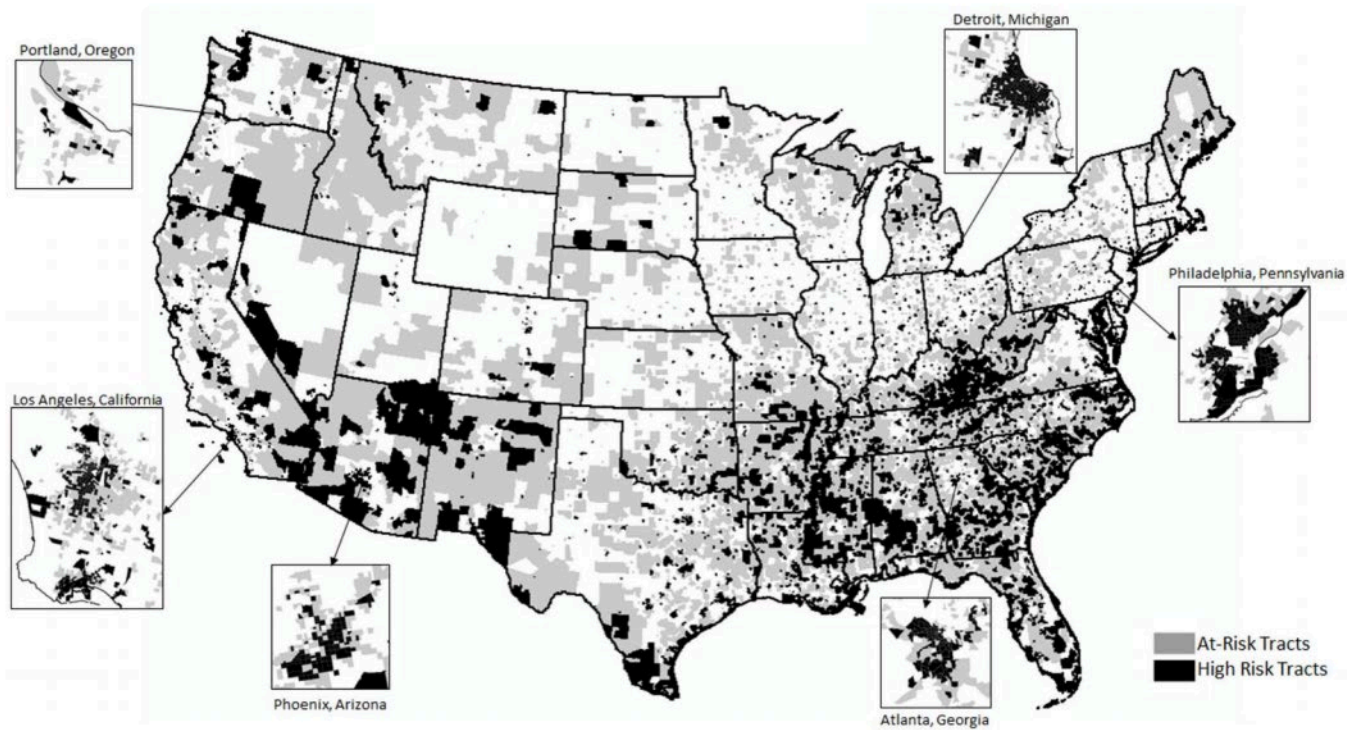 Detroit, Michigan
Portland, Oregon
Philadelphia, Pennsylvania
Los Angeles, California
At-Risk Tracts
High Risk Tracts
Phoenix, Arizona
Atlanta, Georgia